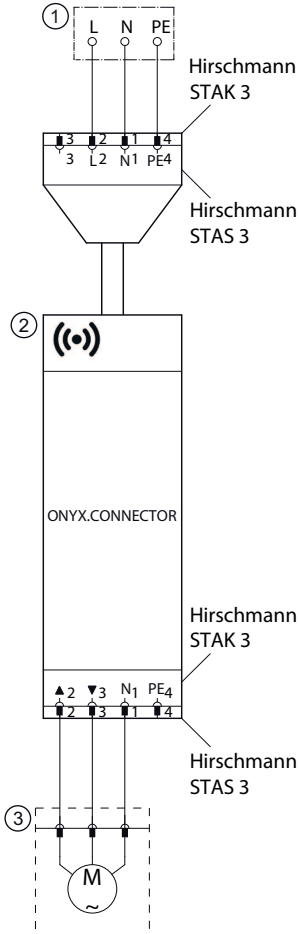 1
L N PE
Hirschmann
STAK 3
3 2 1 4
3 L2 N1 PE4
Hirschmann
STAS 3
2
ONYX.CONNECTOR
Hirschmann
STAK 3
▲2 ▼3 N1 PE4
2 3 1 4
Hirschmann
STAS 3
3
M
~